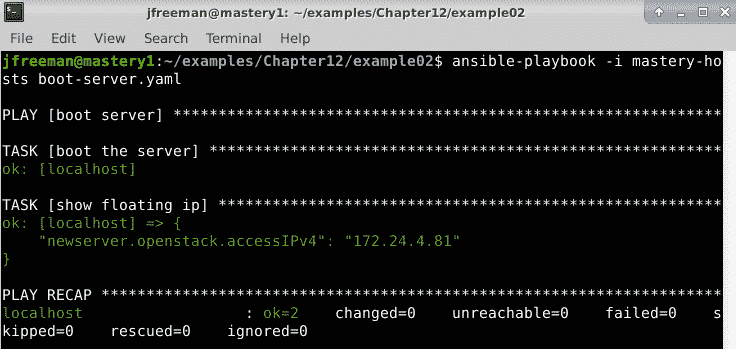 jfreeman@mastery1: ~/examples/Chapter12/example02
File Edit View Search Terminal Help
jfreeman@mastery1:~/examples/Chapter12/example02$ ansible-playbook -i mastery-ho
sts boot-server.yaml
PLAY [boot server] *************************************************************
TASK [boot the server] *********************************************************
ok: [localhost]
TASK [show floating ip] ********************************************************
ok: [localhost] => {
    "newserver.openstack.accessIPv4": "172.24.4.81"
}
PLAY RECAP *********************************************************************
localhost                  : ok=2    changed=0    unreachable=0    failed=0    s
kipped=0    rescued=0    ignored=0